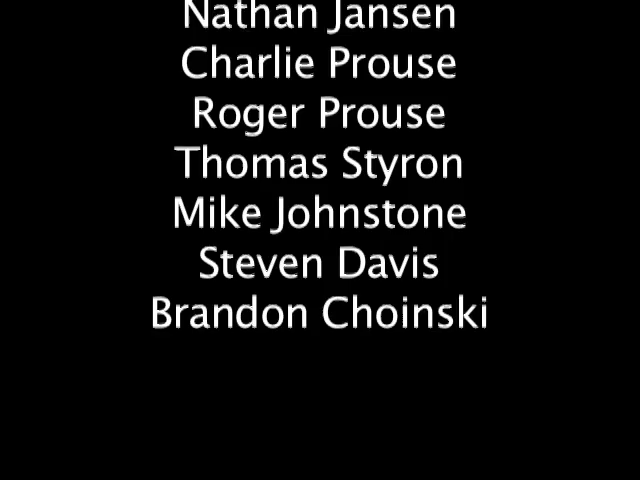 Nathan Jansen
Charlie Prouse
Roger Prouse
Thomas Styron
Mike Johnstone
Steven Davis
Brandon Choinski